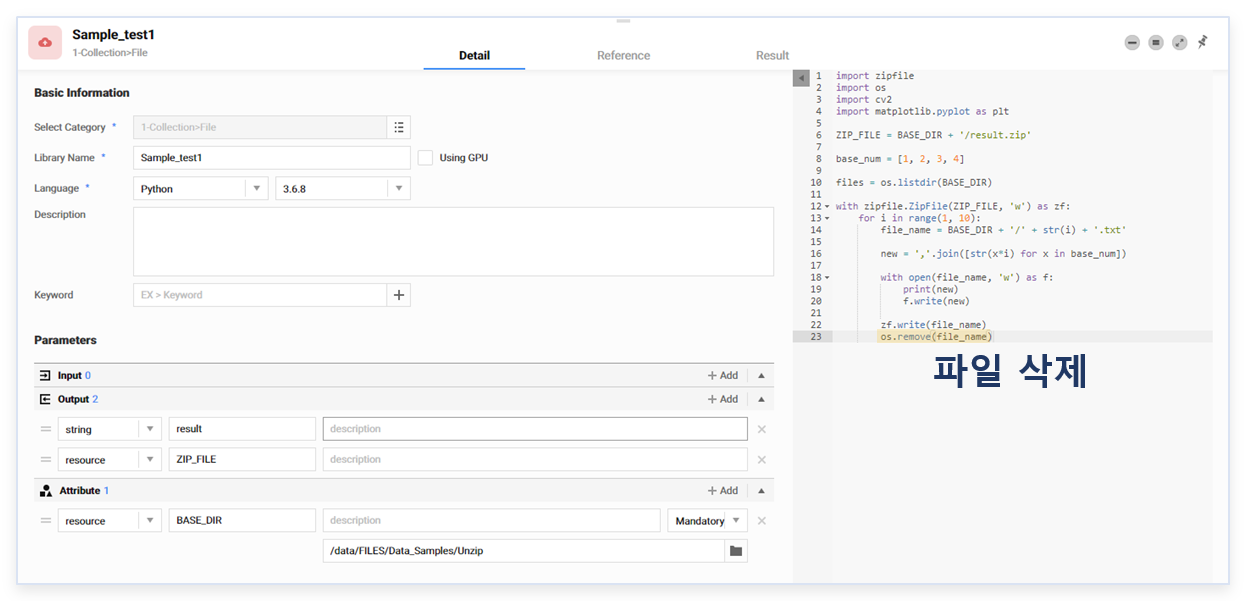 Sample_test1
1-Collection>File
Detail
Reference
Result
Basic Information
Select Category *
1-Collection>File
Library Name *
Sample_test1
Using GPU
Language *
Python
3.6.8
Description
Keyword
EX > Keyword
Parameters
Input 0
Add
Output 2
Add
string
result
description
resource
ZIP_FILE
description
Attribute 1
Add
resource
BASE_DIR
description
Mandatory
/data/FILES/Data_Samples/Unzip
1 import zipfile
2 import os
3 import cv2
4 import matplotlib.pyplot as plt
5
6 ZIP_FILE = BASE_DIR + '/result.zip'
7
8 base_num = [1, 2, 3, 4]
9
10 files = os.listdir(BASE_DIR)
11
12 with zipfile.ZipFile(ZIP_FILE, 'w') as zf:
13 for i in range(1, 10):
14 file_name = BASE_DIR + '/' + str(i) + '.txt'
15
16 new = ','.join([str(x*i) for x in base_num])
17
18 with open(file_name, 'w') as f:
19 print(new)
20 f.write(new)
21
22 zf.write(file_name)
23 os.remove(file_name)
파일 삭제